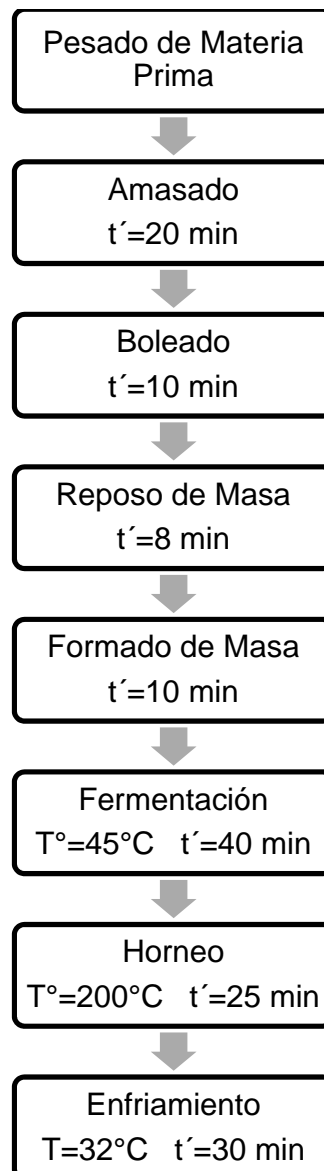 Pesado de Materia
Prima
Amasado
t´=20 min
Boleado
t´=10 min
Reposo de Masa
t´=8 min
Formado de Masa
t´=10 min
Fermentación
T°=45°C t´=40 min
Horneo
T°=200°C t´=25 min
Enfriamiento
T=32°C t´=30 min